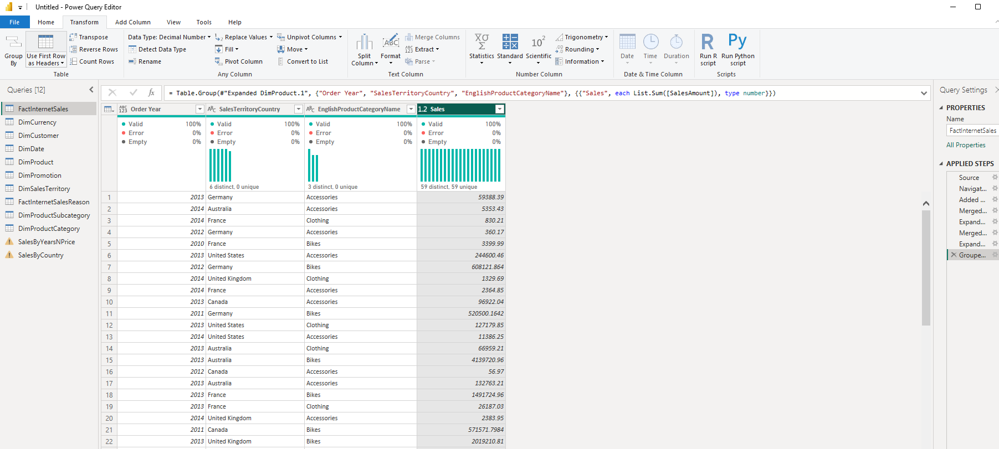 Untitled - Power Query Editor
File Home Transform Add Column View Tools Help
Group By
Use First Row as Headers
Transpose
Reverse Rows
Count Rows
Table
Data Type: Decimal Number
Detect Data Type
Rename
Replace Values
Fill
Pivot Column
Unpivot Columns
Move
Convert to List
Any Column
Split Column
Format
Merge Columns
Extract
Parse
Text Column
Statistics
Standard
Scientific
Trigonometry
Rounding
Information
Number Column
Date
Time
Duration
Date & Time Column
Run R script
Run Python script
Scripts
Queries [12]
FactInternetSales
DimCurrency
DimCustomer
DimDate
DimProduct
DimPromotion
DimSalesTerritory
FactInternetSalesReason
DimProductSubcategory
DimProductCategory
SalesByYearsNPrice
SalesByCountry
= Table.Group(#"Expanded DimProduct.1", {"Order Year", "SalesTerritoryCountry", "EnglishProductCategoryName"}, {{"Sales", each List.Sum([SalesAmount]), type number}})
ABC 123 Order Year ABC SalesTerritoryCountry ABC EnglishProductCategoryName 1.2 Sales
Valid 100% Valid 100% Valid 100% Valid 100%
Error 0% Error 0% Error 0% Error 0%
Empty 0% Empty 0% Empty 0% Empty 0%
6 distinct, 0 unique 3 distinct, 0 unique 59 distinct, 59 unique
1 2013 Germany Accessories 59388.39
2 2014 Australia Accessories 5353.43
3 2014 France Clothing 830.21
4 2012 Germany Accessories 360.17
5 2010 France Bikes 3399.99
6 2013 United States Accessories 244600.46
7 2012 Germany Bikes 608121.864
8 2014 United Kingdom Clothing 1329.69
9 2014 France Accessories 2364.85
10 2013 Canada Accessories 96922.04
11 2011 Germany Bikes 520500.1642
12 2013 United States Clothing 127179.85
13 2014 United States Accessories 11386.25
14 2013 Australia Clothing 66959.21
15 2013 Australia Bikes 4139720.96
16 2012 Canada Accessories 56.97
17 2013 Australia Accessories 132763.21
18 2013 France Bikes 1491724.96
19 2013 France Clothing 26187.03
20 2014 United Kingdom Accessories 2383.95
21 2011 Canada Bikes 571571.7984
22 2013 United Kingdom Bikes 2019210.81
Query Settings
PROPERTIES
Name
FactInternetSales
All Properties
APPLIED STEPS
Source
Navigat...
Added ...
Merged...
Expand...
Merged...
Expand...
Groupe...